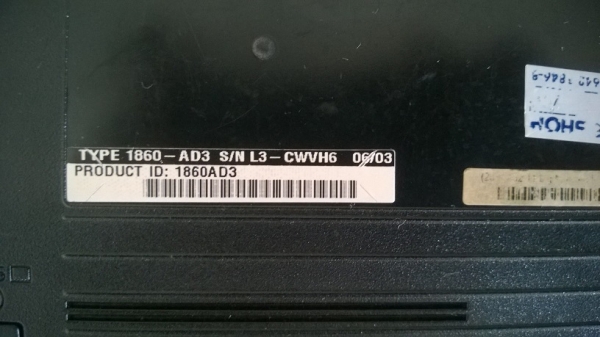 TYPE 1860-AD3 S/N L3-CWVH6 06/03
PRODUCT ID: 1860AD3